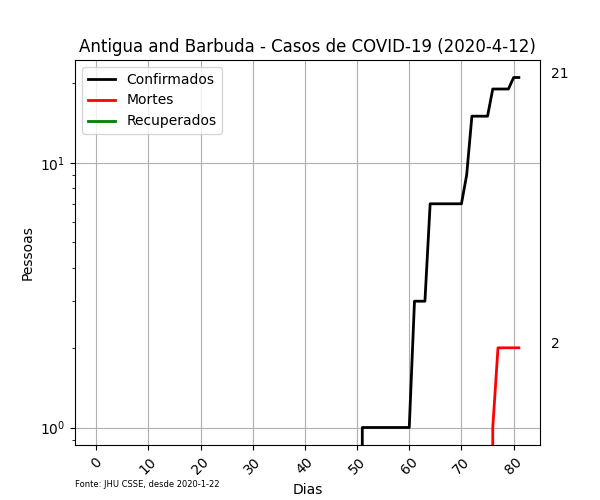 Antigua and Barbuda - Casos de COVID-19 (2020-4-12)
Confirmados
Mortes
Recuperados
21
2
10¹
10⁰
Pessoas
0 10 20 30 40 50 60 70 80
Dias
Fonte: JHU CSSE, desde 2020-1-22